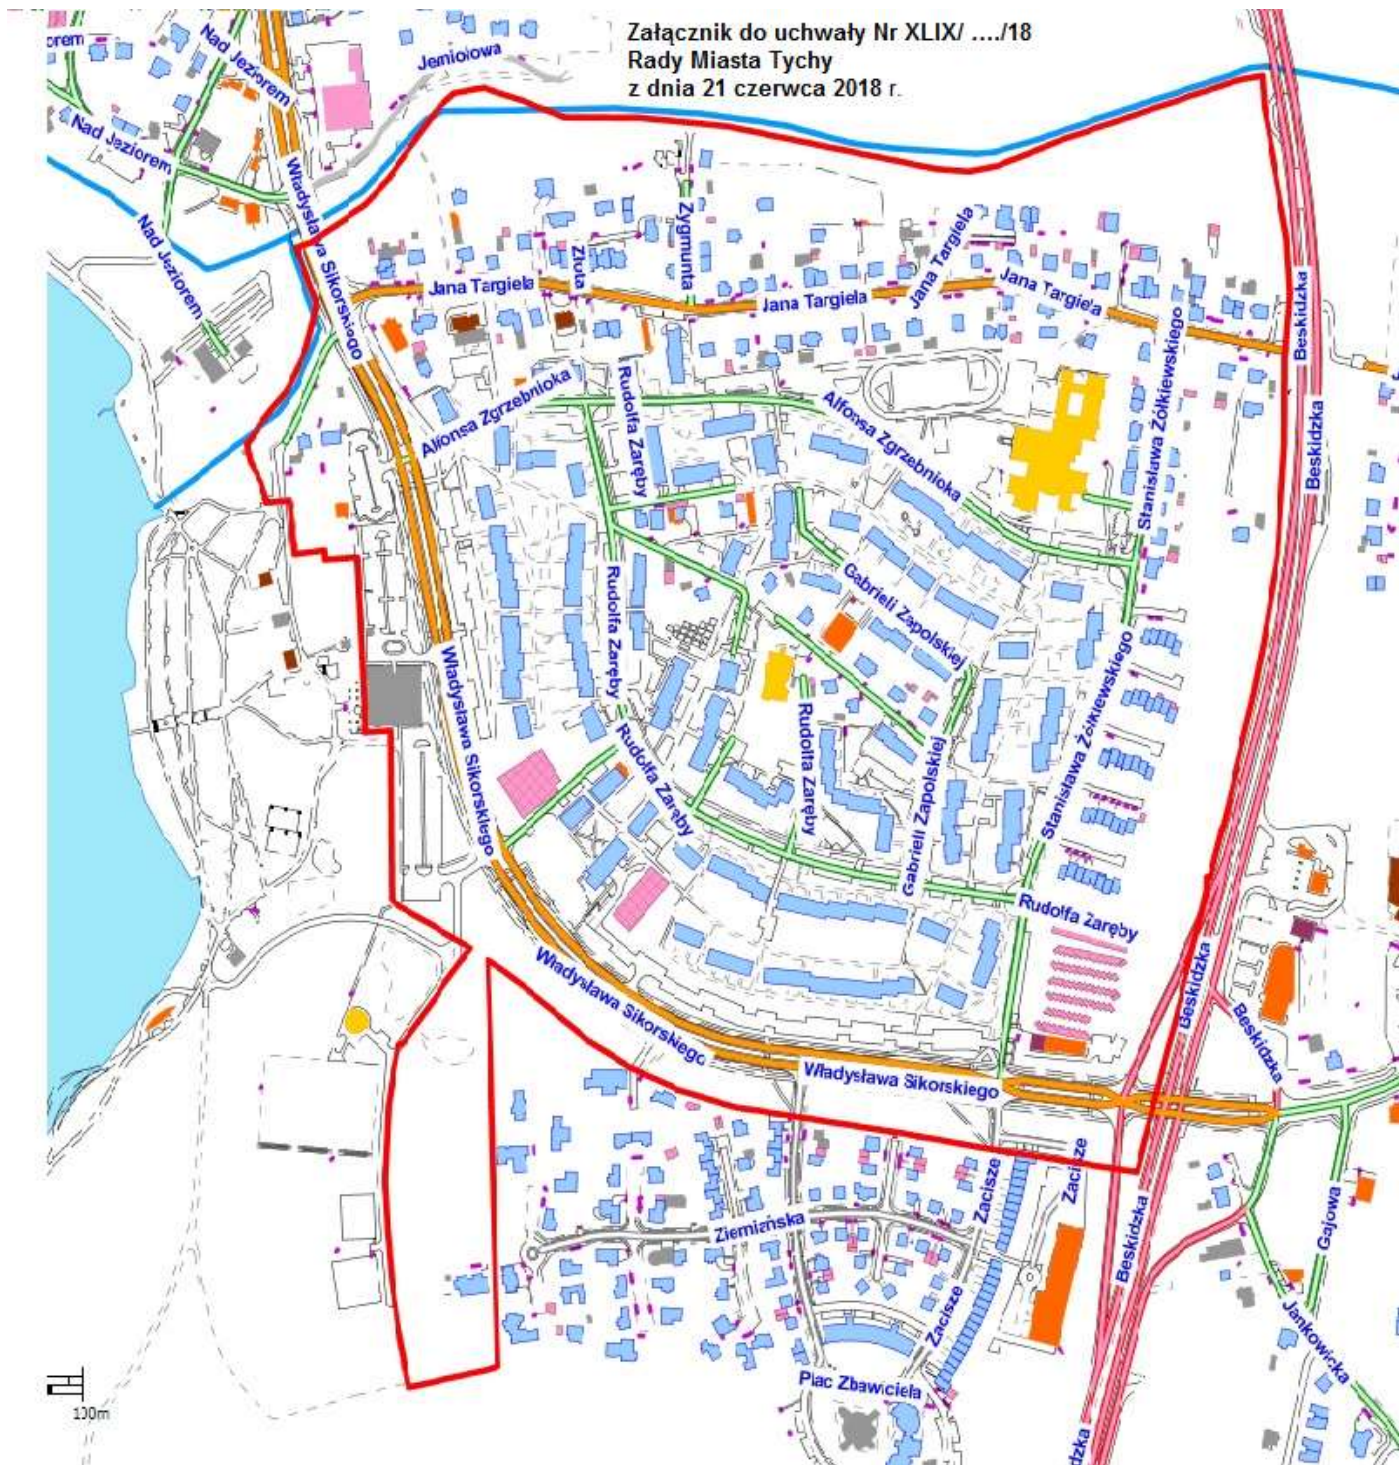 Załącznik do uchwały Nr XLIX/ ..../18
Rady Miasta Tychy
z dnia 21 czerwca 2018 r.
Nad Jeziorem
Jemiołowa
Nad Jeziorem
Władysława Sikorskiego
Nad Jeziorem
Zygmunta
Jana Targiela
Złuta
Jana Targiela
Jana Targiela
Jana Targiela
Beskidzka
Stanisława Żółkiewskiego
Alfonsa Zgrzebnioka
Rudolfa Zaręby
Alfonsa Zgrzebnioka
Beskidzka
Rudolfa Zaręby
Gabrieli Zapolskiej
Władysława Sikorskiego
Rudolfa Zaręby
Rudolfa Zaręby
Gabrieli Zapolskiej
Stanisława Żółkiewskiego
Rudolfa Zaręby
Władysława Sikorskiego
Władysława Sikorskiego
Beskidzka
Beskidzka
Zacisze
Zacisze
Ziemiańska
Beskidzka
Gajowa
Zacisze
Jankowicka
Plac Zbawiciela
100m